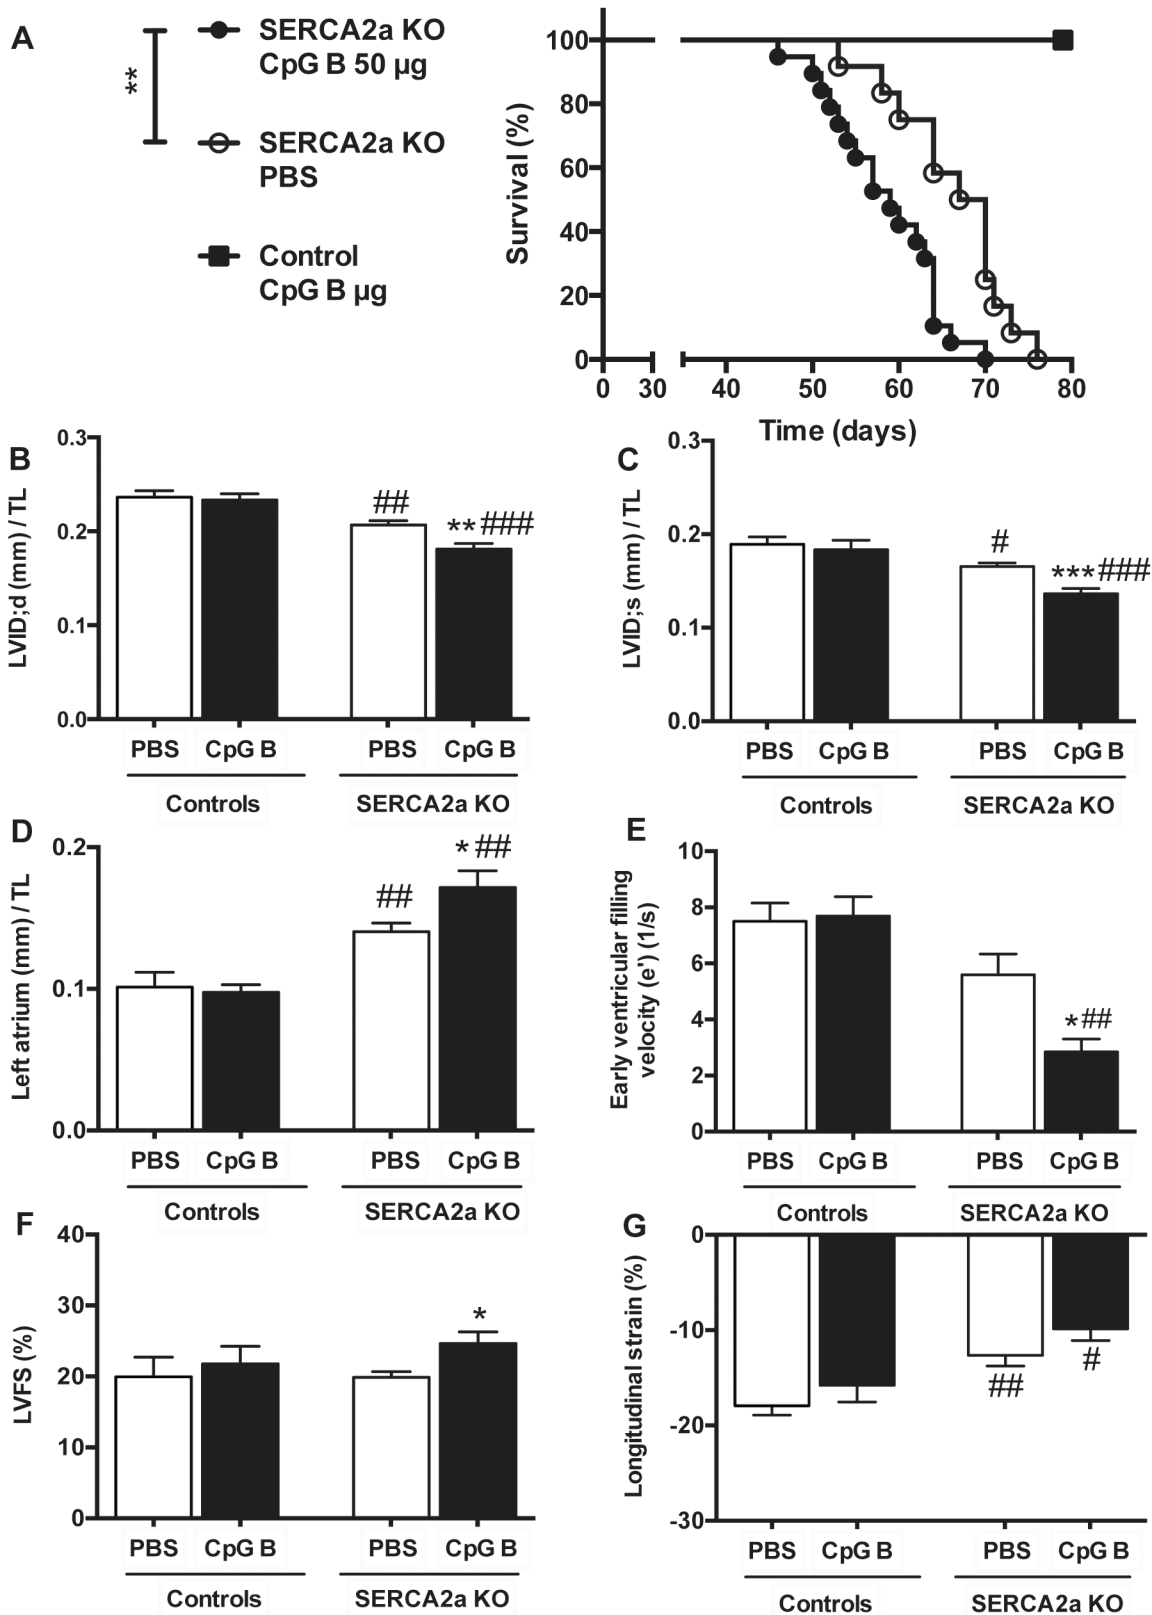 A
**
SERCA2a KO
CpG B 50 µg
SERCA2a KO
PBS
Control
CpG B µg
Survival (%)
100
80
60
40
20
0
0 30 40 50 60 70 80
Time (days)
B
LVID;d (mm) / TL
0.3
0.2
0.1
0.0
##
**###
PBS CpG B PBS CpG B
Controls SERCA2a KO
C
LVID;s (mm) / TL
0.3
0.2
0.1
0.0
#
***###
PBS CpG B PBS CpG B
Controls SERCA2a KO
D
Left atrium (mm) / TL
0.2
0.1
0.0
##
* ##
PBS CpG B PBS CpG B
Controls SERCA2a KO
E
Early ventricular filling
velocity (e') (1/s)
10
8
6
4
2
0
*##
PBS CpG B PBS CpG B
Controls SERCA2a KO
F
LVFS (%)
40
30
20
10
0
*
PBS CpG B PBS CpG B
Controls SERCA2a KO
G
Longitudinal strain (%)
0
-10
-20
-30
##
#
PBS CpG B PBS CpG B
Controls SERCA2a KO